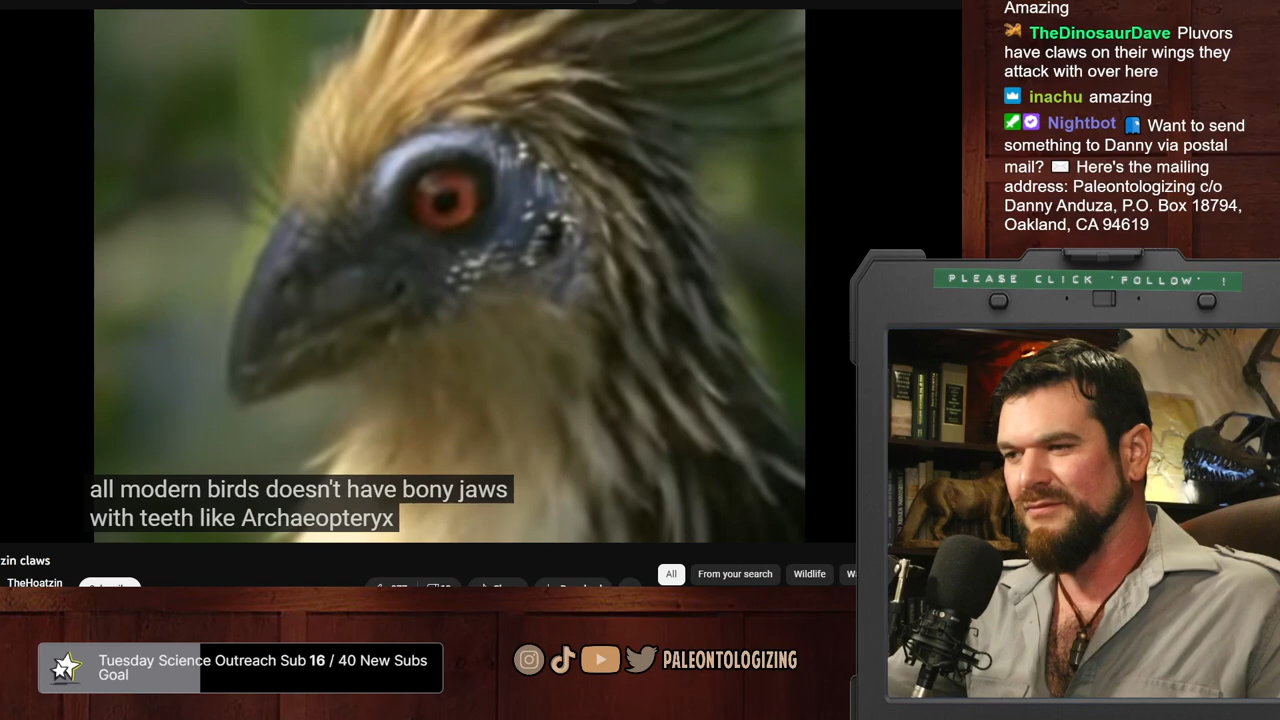 Amazing
TheDinosaurDave Pluvors
have claws on their wings they
attack with over here
inachu amazing
Nightbot Want to send
something to Danny via postal
mail? Here's the mailing
address: Paleontologizing c/o
Danny Anduza, P.O. Box 18794,
Oakland, CA 94619
PLEASE CLICK "FOLLOW" !
all modern birds doesn't have bony jaws
with teeth like Archaeopteryx
zin claws
TheHoatzin
All From your search Wildlife
Tuesday Science Outreach Sub 16 / 40 New Subs
Goal
PALEONTOLOGIZING